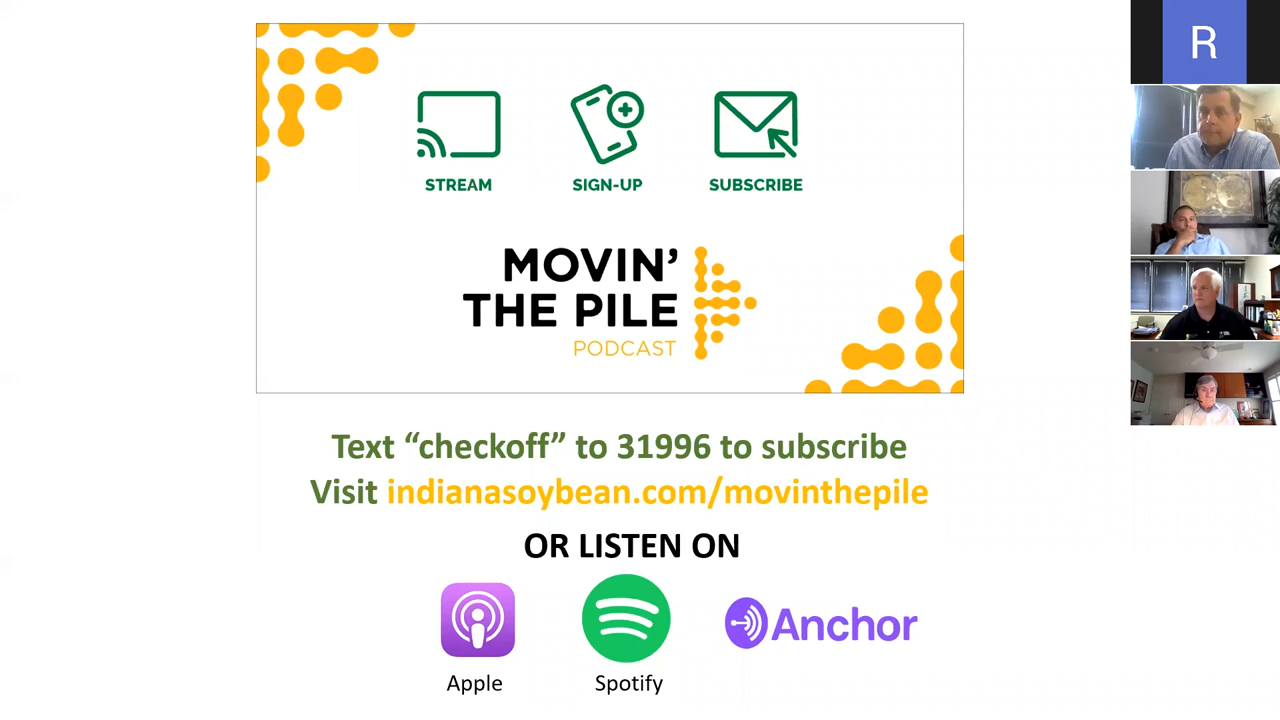 R
STREAM
SIGN-UP
SUBSCRIBE
MOVIN’
THE PILE
PODCAST
Text “checkoff” to 31996 to subscribe
Visit indianasoybean.com/movinthepile
OR LISTEN ON
Anchor
Apple
Spotify